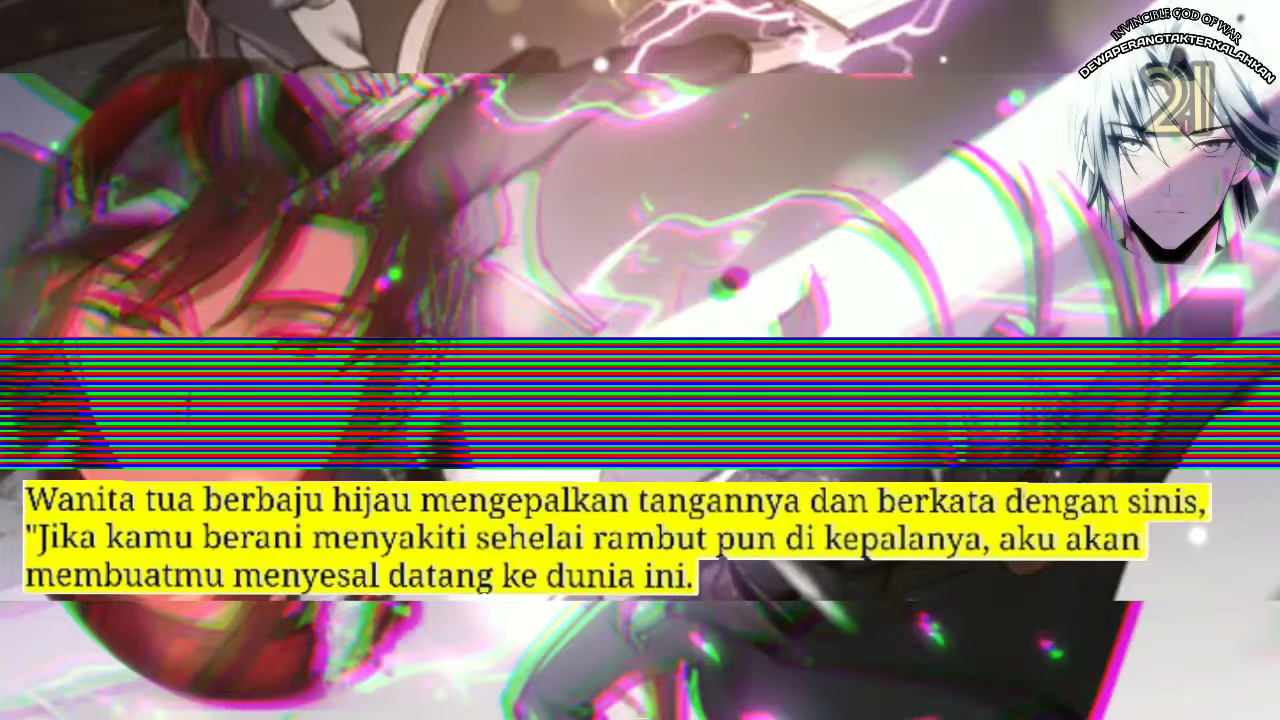 INVINCIBLE GOD OF WAR
DEWAPERANGTAKTERKALAHKAN
21
Wanita tua berbaju hijau mengepalkan tangannya dan berkata dengan sinis,
"Jika kamu berani menyakiti sehelai rambut pun di kepalanya, aku akan
membuatmu menyesal datang ke dunia ini.